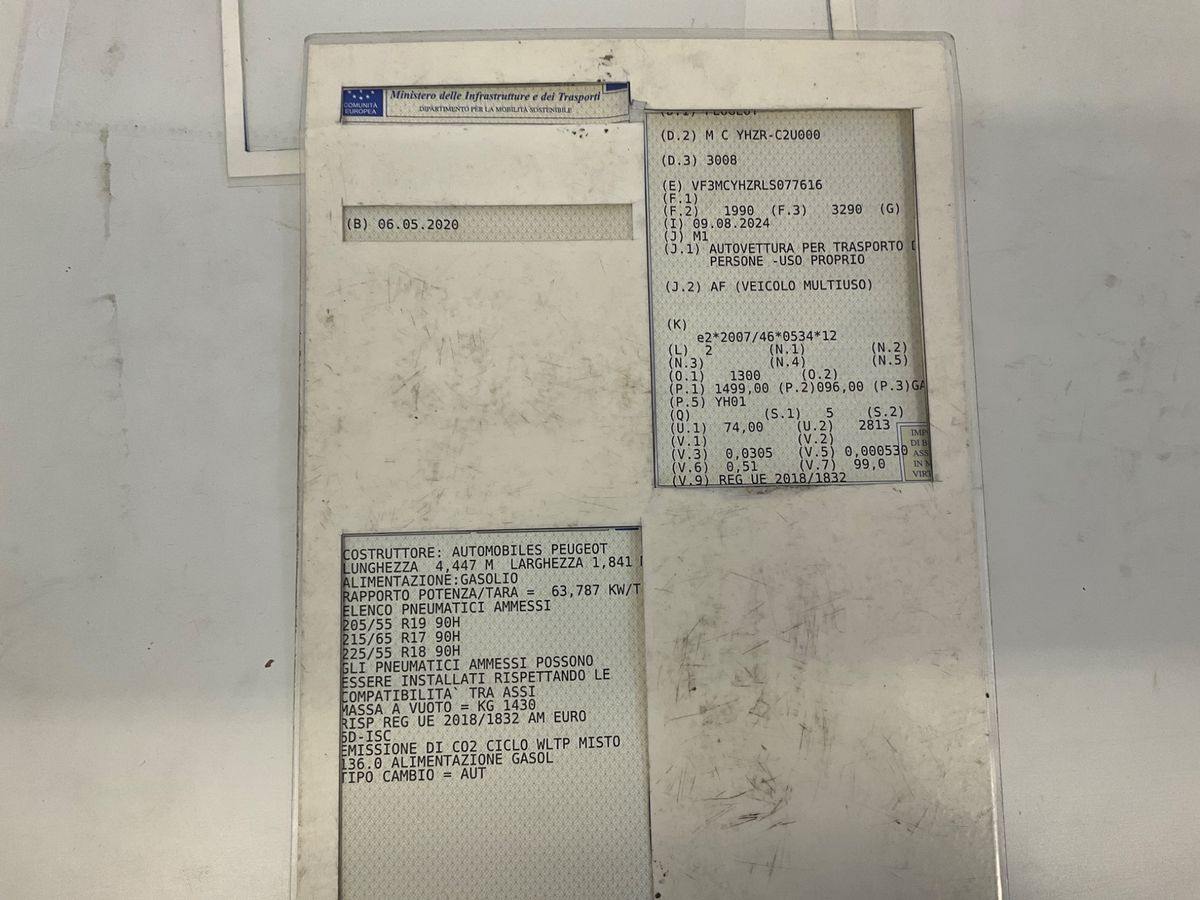 COMUNITÀ
EUROPEA
Ministero delle Infrastrutture e dei Trasporti
DIPARTIMENTO PER LA MOBILITÀ SOSTENIBILE
(B) 06.05.2020
(D.1) PEUGEOT
(D.2) M C YHZR-C2U000
(D.3) 3008
(E) VF3MCYHZRLS077616
(F.1)
(F.2) 1990 (F.3) 3290 (G)
(I) 09.08.2024
(J) M1
(J.1) AUTOVETTURA PER TRASPORTO
PERSONE -USO PROPRIO
(J.2) AF (VEICOLO MULTIUSO)
(K)
e2*2007/46*0534*12
(L) 2 (N.1) (N.2)
(N.3) (N.4) (N.5)
(O.1) 1300 (O.2)
(P.1) 1499,00 (P.2)096,00 (P.3)GA
(P.5) YH01
(Q) (S.1) 5 (S.2)
(U.1) 74,00 (U.2) 2813
(V.1) (V.2)
(V.3) 0,0305 (V.5) 0,000530
(V.6) 0,51 (V.7) 99,0
(V.9) REG UE 2018/1832
IMP
DI B
ASS
IN M
VIRT
COSTRUTTORE: AUTOMOBILES PEUGEOT
LUNGHEZZA 4,447 M LARGHEZZA 1,841
ALIMENTAZIONE:GASOLIO
RAPPORTO POTENZA/TARA = 63,787 KW/T
ELENCO PNEUMATICI AMMESSI
205/55 R19 90H
215/65 R17 90H
225/55 R18 90H
GLI PNEUMATICI AMMESSI POSSONO
ESSERE INSTALLATI RISPETTANDO LE
COMPATIBILITA` TRA ASSI
MASSA A VUOTO = KG 1430
RISP REG UE 2018/1832 AM EURO
6D-ISC
EMISSIONE DI CO2 CICLO WLTP MISTO
136.0 ALIMENTAZIONE GASOL
TIPO CAMBIO = AUT